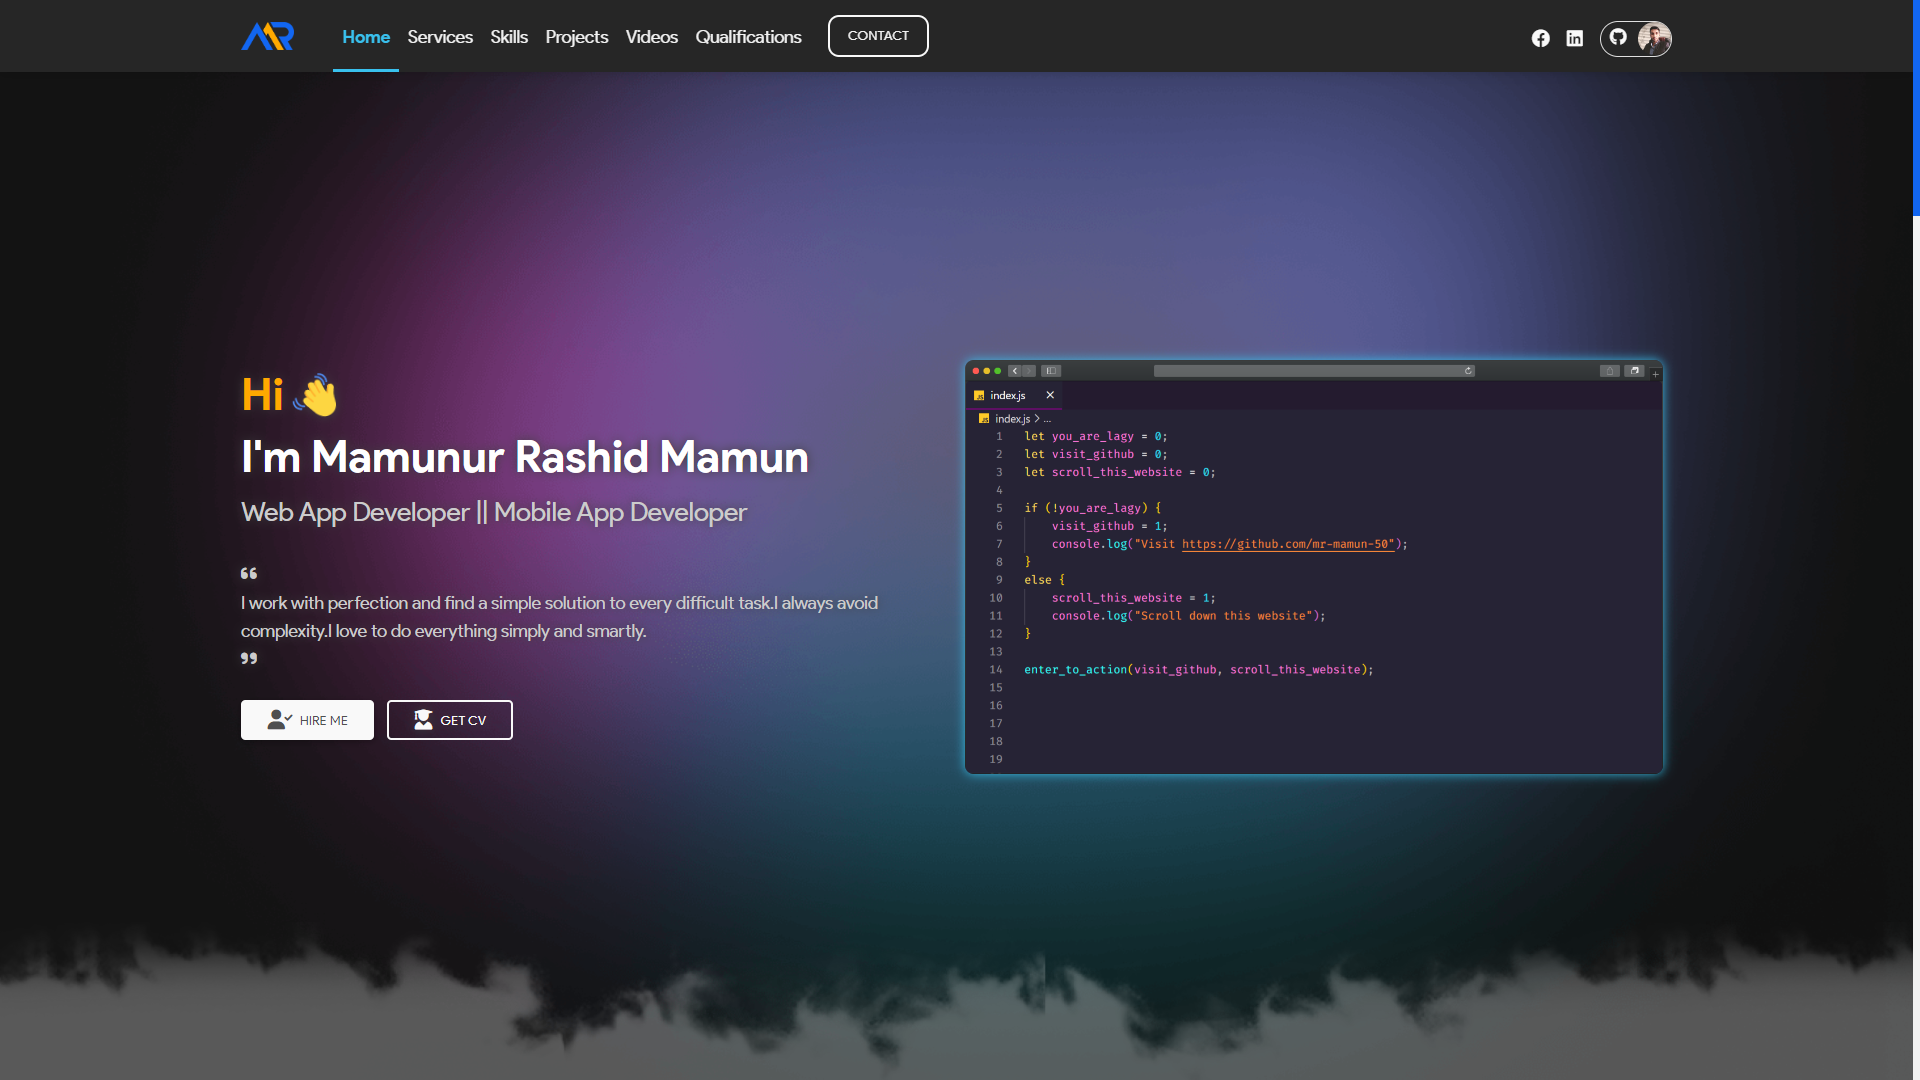 MR
Home Services Skills Projects Videos Qualifications CONTACT
Hi
I'm Mamunur Rashid Mamun
Web App Developer || Mobile App Developer
“
I work with perfection and find a simple solution to every difficult task.I always avoid
complexity.I love to do everything simply and smartly.
”
HIRE ME GET CV
index.js
index.js > ...
1 let you_are_lagy = 0;
2 let visit_github = 0;
3 let scroll_this_website = 0;
4
5 if (!you_are_lagy) {
6 visit_github = 1;
7 console.log("Visit https://github.com/mr-mamun-50");
8 }
9 else {
10 scroll_this_website = 1;
11 console.log("Scroll down this website");
12 }
13
14 enter_to_action(visit_github, scroll_this_website);
15
16
17
18
19